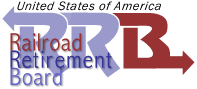 United States of America
RRB
Railroad
Retirement
Board